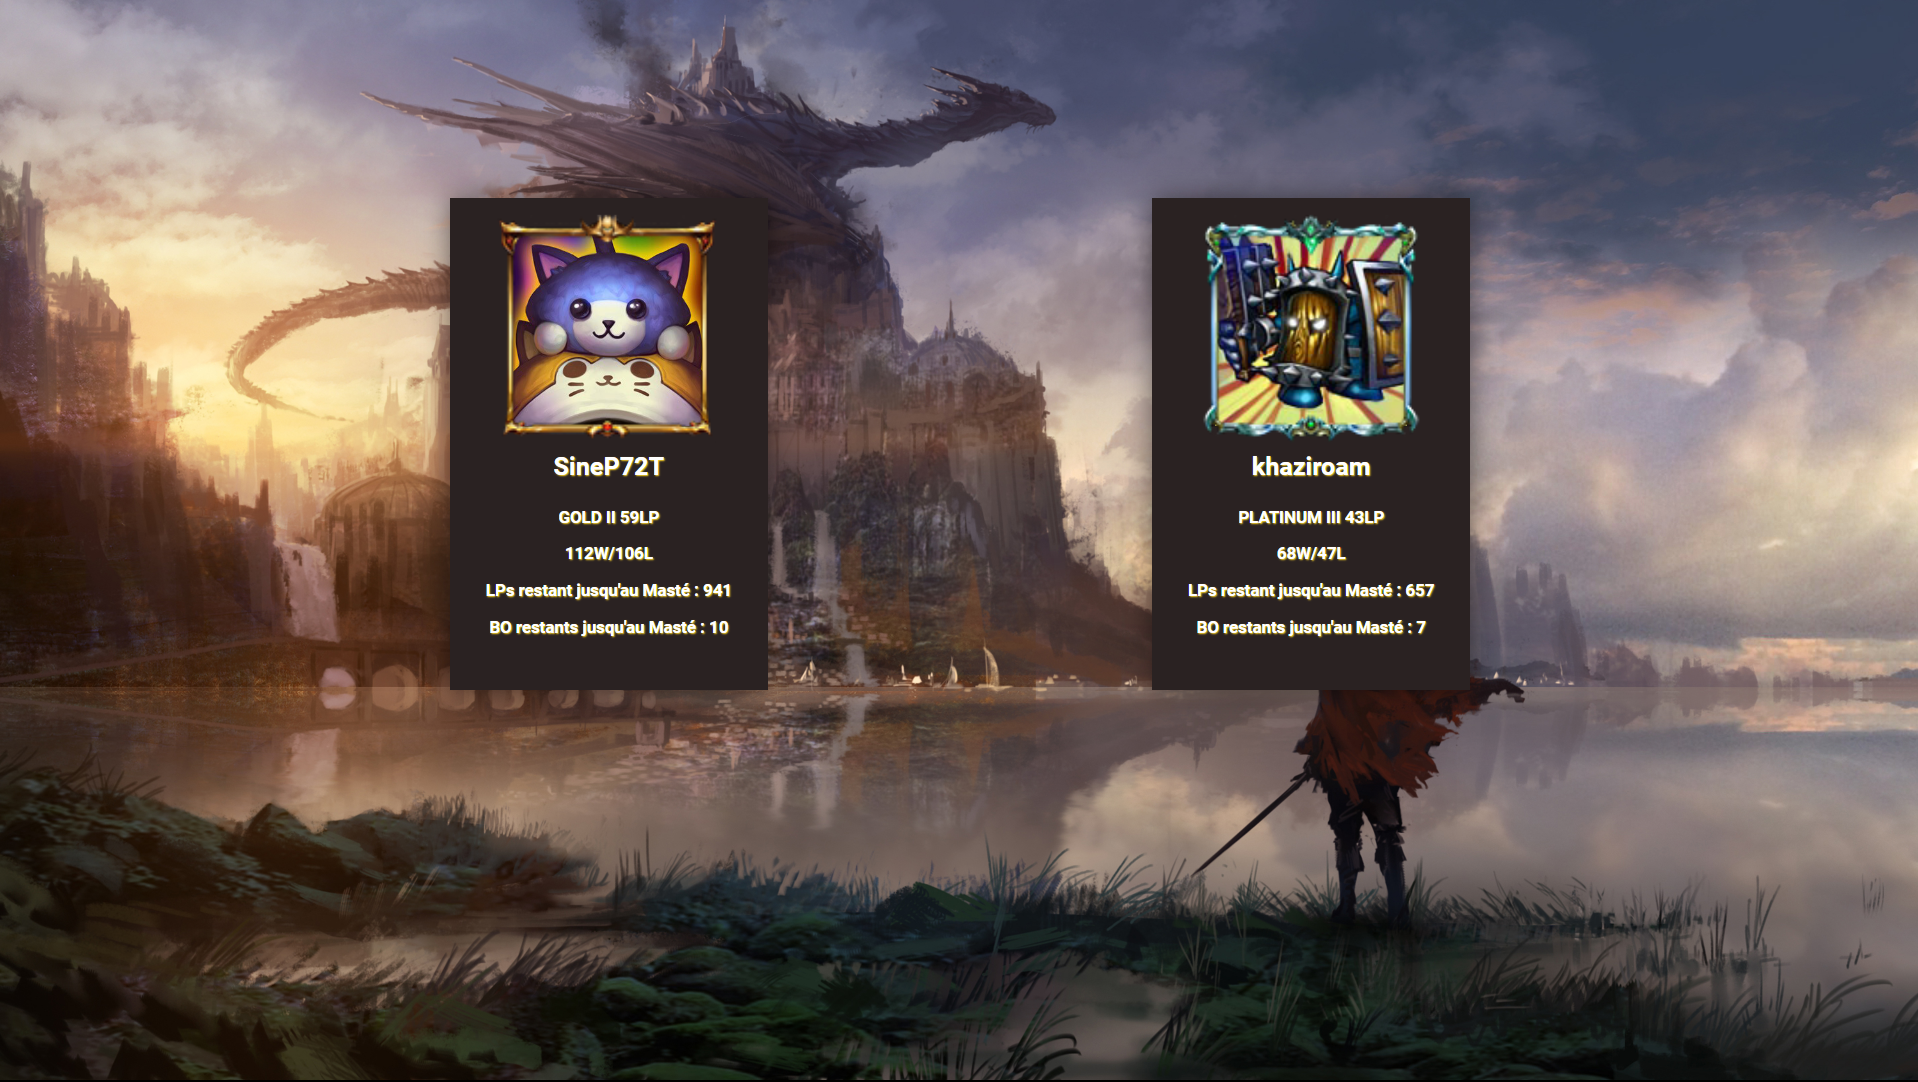 SineP72T
GOLD II 59LP
112W/106L
LPs restant jusqu'au Masté : 941
BO restants jusqu'au Masté : 10
khaziroam
PLATINUM III 43LP
68W/47L
LPs restant jusqu'au Masté : 657
BO restants jusqu'au Masté : 7